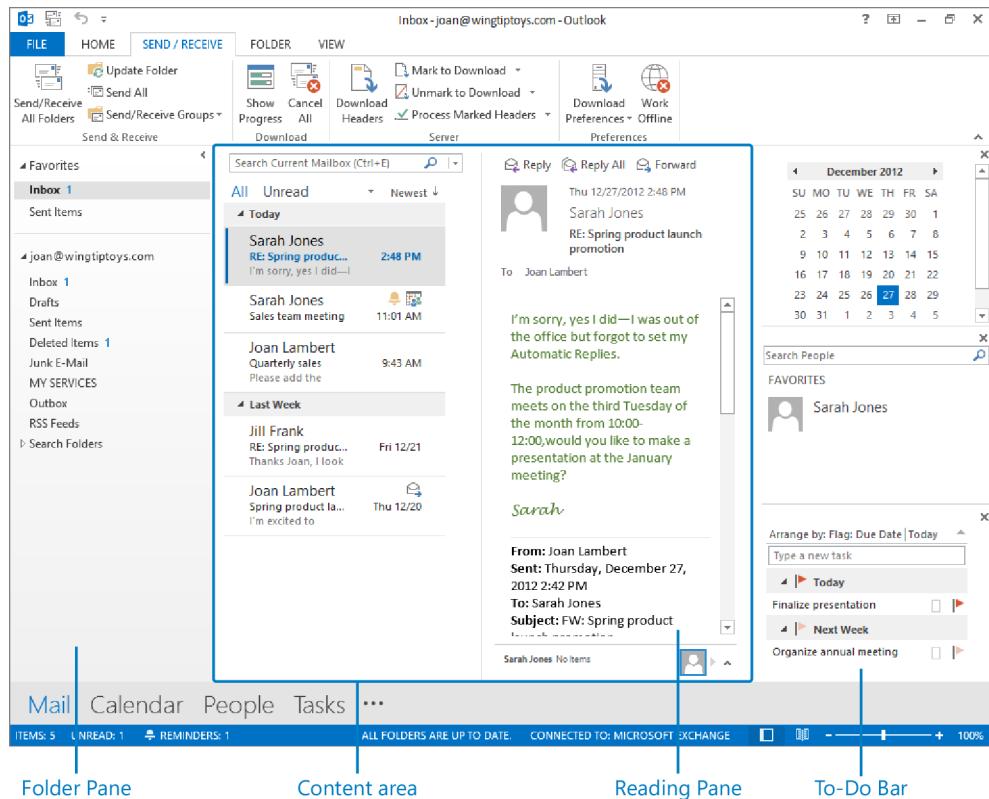 Inbox - joan@wingtiptoys.com - Outlook
FILE HOME SEND / RECEIVE FOLDER VIEW
Send/Receive All Folders
Update Folder
Send All
Send/Receive Groups
Send & Receive
Show Progress
Cancel All
Download
Download Headers
Mark to Download
Unmark to Download
Process Marked Headers
Server
Download Preferences
Work Offline
Preferences
Favorites
Inbox 1
Sent Items
joan@wingtiptoys.com
Inbox 1
Drafts
Sent Items
Deleted Items 1
Junk E-Mail
MY SERVICES
Outbox
RSS Feeds
Search Folders
Search Current Mailbox (Ctrl+E)
All Unread Newest ↓
Today
Sarah Jones
RE: Spring produc... 2:48 PM
I'm sorry, yes I did—I
Sarah Jones
Sales team meeting 11:01 AM
Joan Lambert
Quarterly sales 9:43 AM
Please add the
Last Week
Jill Frank
RE: Spring produc... Fri 12/21
Thanks Joan, I look
Joan Lambert
Spring product la... Thu 12/20
I'm excited to
Reply Reply All Forward
Thu 12/27/2012 2:48 PM
Sarah Jones
RE: Spring product launch
promotion
To Joan Lambert
I'm sorry, yes I did—I was out of
the office but forgot to set my
Automatic Replies.
The product promotion team
meets on the third Tuesday of
the month from 10:00-
12:00,would you like to make a
presentation at the January
meeting?
Sarah
From: Joan Lambert
Sent: Thursday, December 27,
2012 2:42 PM
To: Sarah Jones
Subject: FW: Spring product
launch promotion
Sarah Jones No Items
December 2012
SU MO TU WE TH FR SA
25 26 27 28 29 30 1
2 3 4 5 6 7 8
9 10 11 12 13 14 15
16 17 18 19 20 21 22
23 24 25 26 27 28 29
30 31 1 2 3 4 5
Search People
FAVORITES
Sarah Jones
Arrange by: Flag: Due Date Today
Type a new task
Today
Finalize presentation
Next Week
Organize annual meeting
Mail Calendar People Tasks •••
ITEMS: 5 UNREAD: 1 REMINDERS: 1 ALL FOLDERS ARE UP TO DATE. CONNECTED TO: MICROSOFT EXCHANGE 100%
Folder Pane Content area Reading Pane To-Do Bar